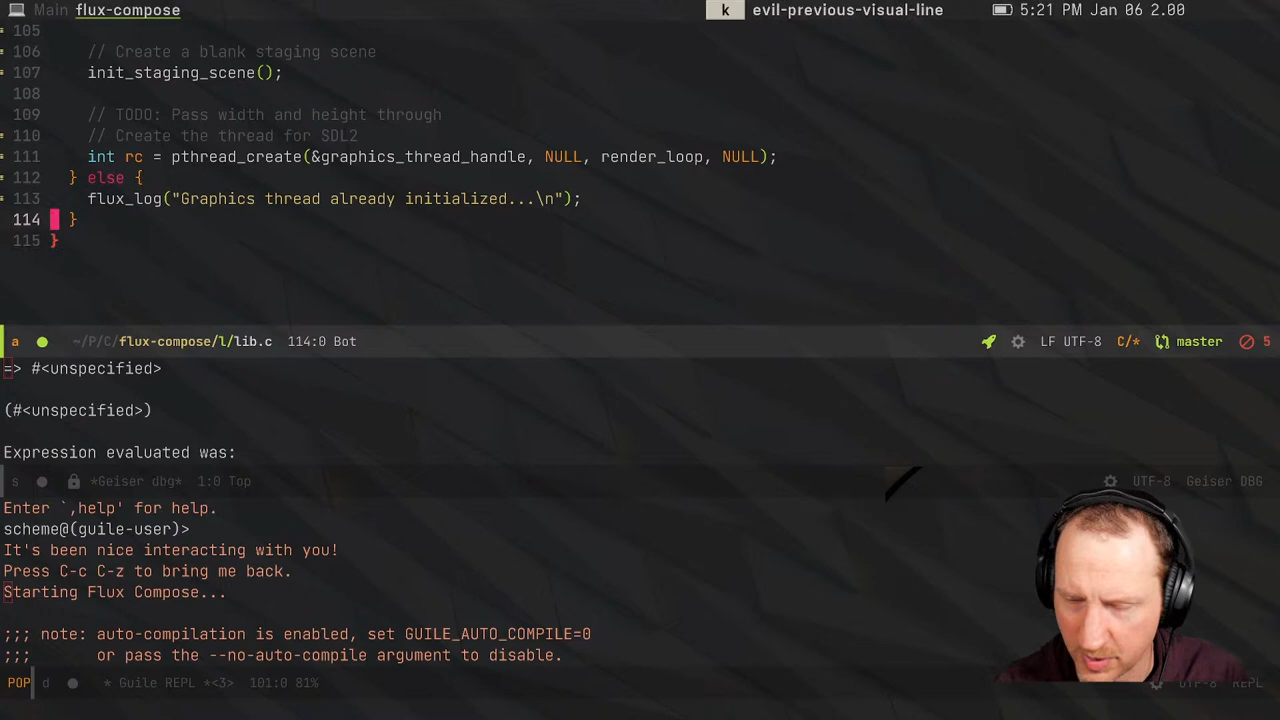 Main flux-compose k evil-previous-visual-line 5:21 PM Jan 06 2.00
105
106 // Create a blank staging scene
107 init_staging_scene();
108
109 // TODO: Pass width and height through
110 // Create the thread for SDL2
111 int rc = pthread_create(&graphics_thread_handle, NULL, render_loop, NULL);
112 } else {
113 flux_log("Graphics thread already initialized...\n");
114 }
115 }
a ~/P/C/flux-compose/l/lib.c 114:0 Bot LF UTF-8 C/* master 5
=> #<unspecified>
(#<unspecified>)
Expression evaluated was:
s *Geiser dbg* 1:0 Top UTF-8 Geiser DBG
Enter `,help' for help.
scheme@(guile-user)>
It's been nice interacting with you!
Press C-c C-z to bring me back.
Starting Flux Compose...
;;; note: auto-compilation is enabled, set GUILE_AUTO_COMPILE=0
;;; or pass the --no-auto-compile argument to disable.
POP d * Guile REPL *<3> 101:0 81% UTF-8 REPL